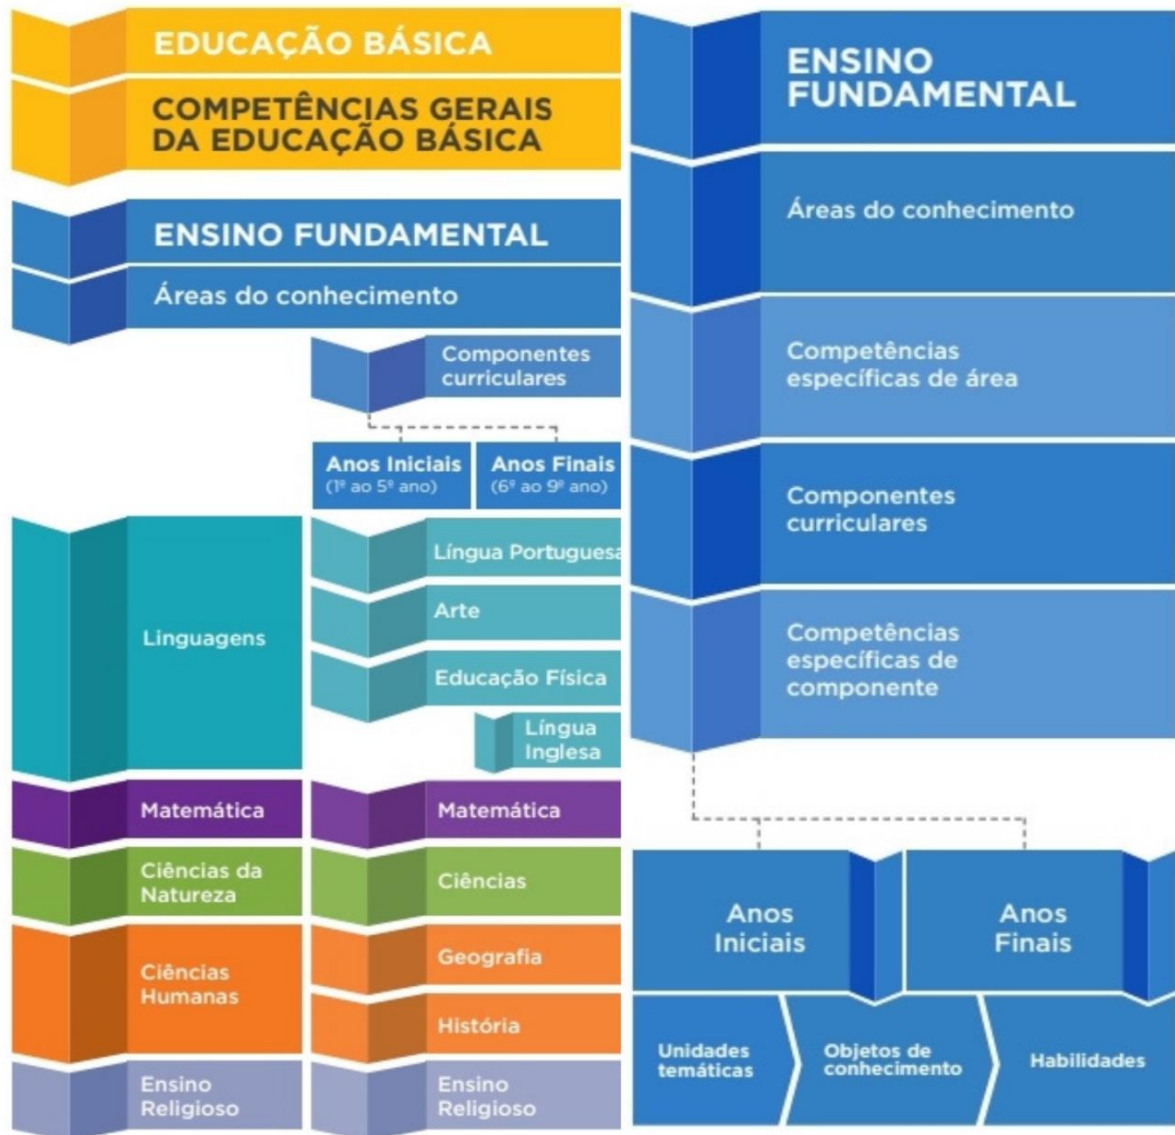 EDUCAÇÃO BÁSICA
COMPETÊNCIAS GERAIS
DA EDUCAÇÃO BÁSICA
ENSINO FUNDAMENTAL
Áreas do conhecimento
Componentes
curriculares
Anos Iniciais
(1º ao 5º ano)
Anos Finais
(6º ao 9º ano)
Linguagens
Língua Portuguesa
Arte
Educação Física
Língua
Inglesa
Matemática
Matemática
Ciências da
Natureza
Ciências
Ciências
Humanas
Geografia
História
Ensino
Religioso
Ensino
Religioso
ENSINO
FUNDAMENTAL
Áreas do conhecimento
Competências
específicas de área
Componentes
curriculares
Competências
específicas de
componente
Anos
Iniciais
Anos
Finais
Unidades
temáticas
Objetos de
conhecimento
Habilidades